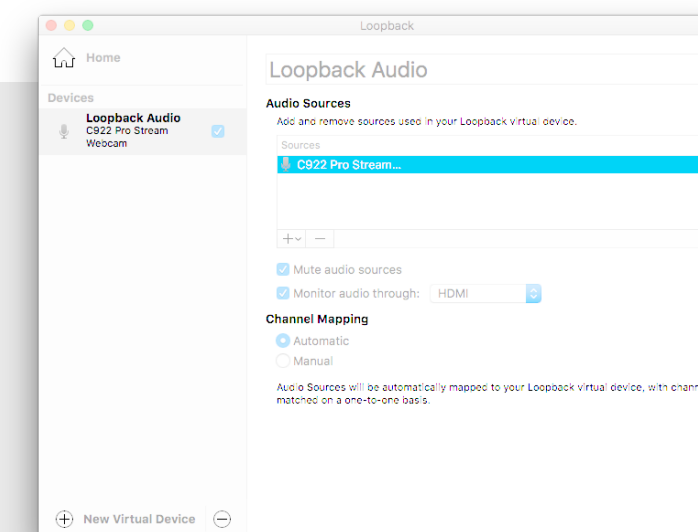 Loopback
Home
Devices
Loopback Audio
C922 Pro Stream
Webcam
New Virtual Device
Loopback Audio
Audio Sources
Add and remove sources used in your Loopback virtual device.
Sources
C922 Pro Stream...
Mute audio sources
Monitor audio through: HDMI
Channel Mapping
Automatic
Manual
Audio Sources will be automatically mapped to your Loopback virtual device, with chann
matched on a one-to-one basis.